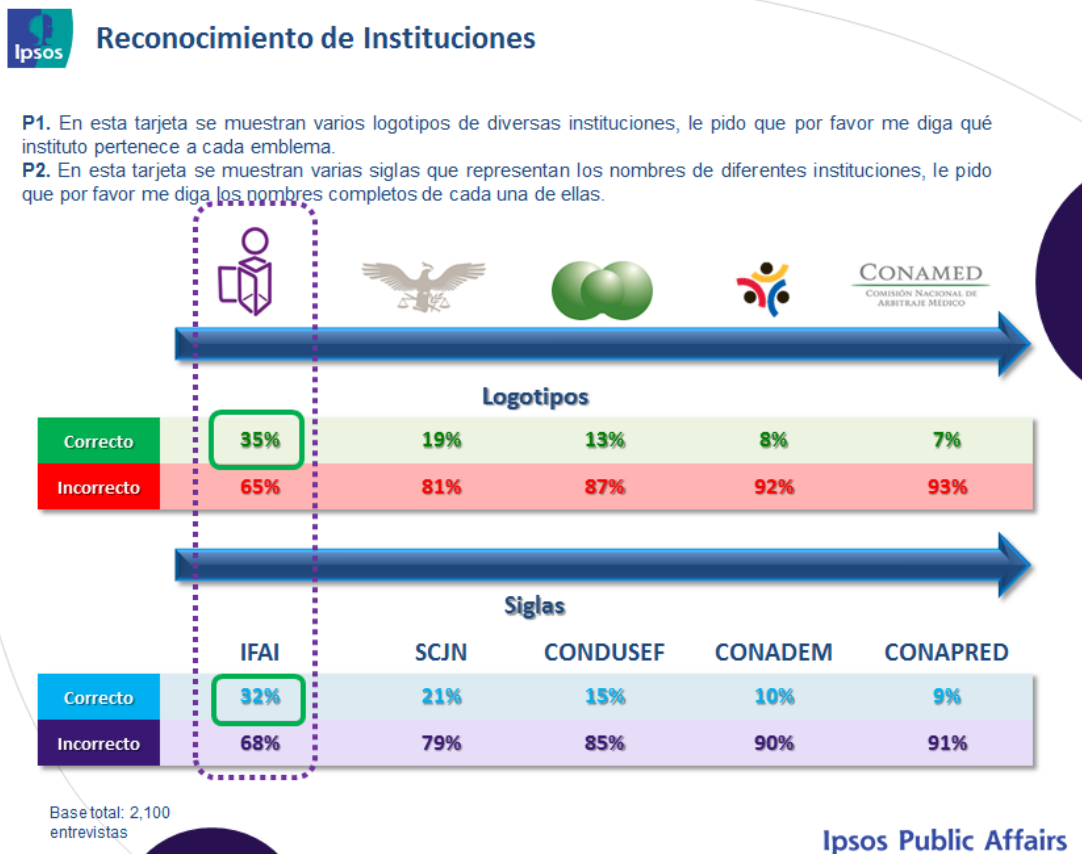 Ipsos
Reconocimiento de Instituciones
P1. En esta tarjeta se muestran varios logotipos de diversas instituciones, le pido que por favor me diga qué
instituto pertenece a cada emblema.
P2. En esta tarjeta se muestran varias siglas que representan los nombres de diferentes instituciones, le pido
que por favor me diga los nombres completos de cada una de ellas.
CONAMED
COMISIÓN NACIONAL DE
ARBITRAJE MÉDICO
Logotipos
Correcto 35% 19% 13% 8% 7%
Incorrecto 65% 81% 87% 92% 93%
Siglas
IFAI SCJN CONDUSEF CONADEM CONAPRED
Correcto 32% 21% 15% 10% 9%
Incorrecto 68% 79% 85% 90% 91%
Base total: 2,100
entrevistas
Ipsos Public Affairs